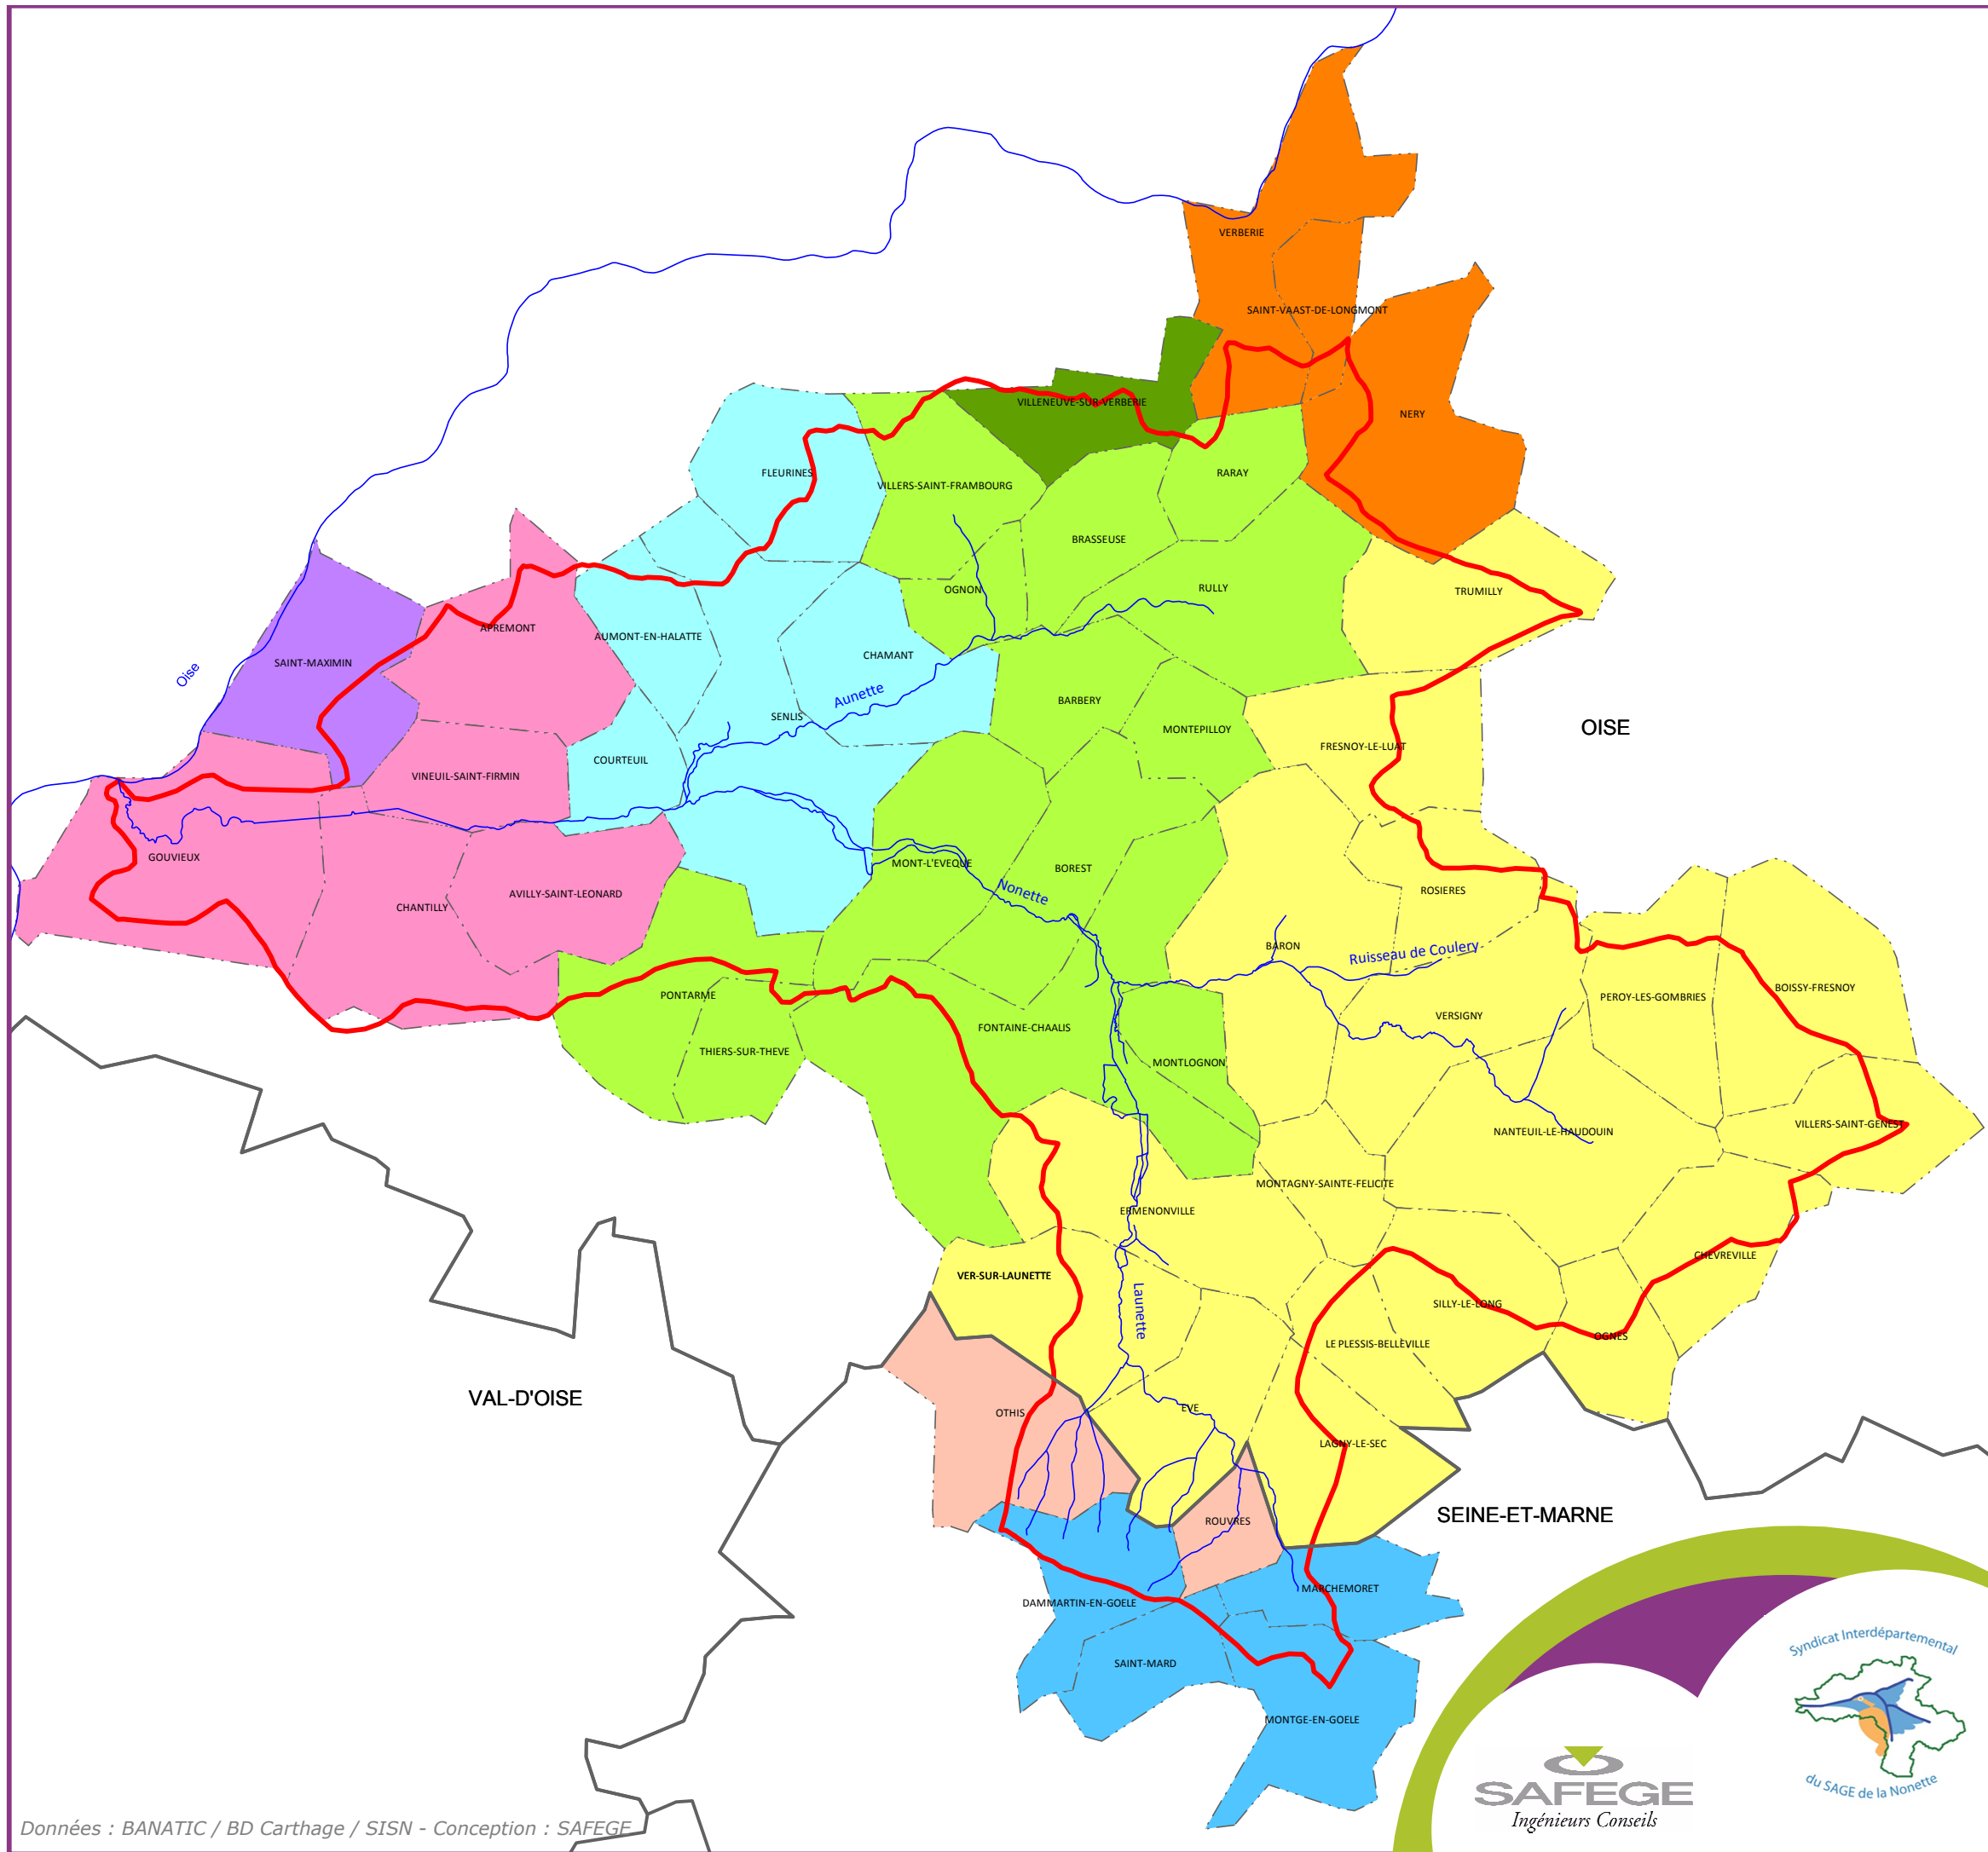 VERBERIE
SAINT-VAAST-DE-LONGMONT
VILLENEUVE-SUR-VERBERIE
NERY
FLEURINES
VILLERS-SAINT-FRAMBOURG
RARAY
BRASSEUSE
OGNON
RULLY
TRUMILLY
APREMONT
AUMONT-EN-HALATTE
SAINT-MAXIMIN
CHAMANT
Oise
Aunette
BARBERY
SENLIS
MONTEPILLOY
OISE
FRESNOY-LE-LUAT
COURTEUIL
VINEUIL-SAINT-FIRMIN
GOUVIEUX
MONT-L'EVEQUE
BOREST
Nonette
ROSIERES
AVILLY-SAINT-LEONARD
CHANTILLY
BARON
Ruisseau de Coulery
BOISSY-FRESNOY
PEROY-LES-GOMBRIES
PONTARME
VERSIGNY
FONTAINE-CHAALIS
THIERS-SUR-THEVE
MONTLOGNON
VILLERS-SAINT-GENEST
NANTEUIL-LE-HAUDOUIN
MONTAGNY-SAINTE-FELICITE
ERMENONVILLE
CHEVREVILLE
VER-SUR-LAUNETTE
Launette
SILLY-LE-LONG
OGNES
LE PLESSIS-BELLEVILLE
VAL-D'OISE
EVE
OTHIS
LAGNY-LE-SEC
SEINE-ET-MARNE
ROUVRES
MARCHEMORET
DAMMARTIN-EN-GOELE
SAINT-MARD
MONTGE-EN-GOELE
Syndicat Interdépartemental
du SAGE de la Nonette
SAFEGE
Ingénieurs Conseils
Données : BANATIC / BD Carthage / SISN - Conception : SAFEGE